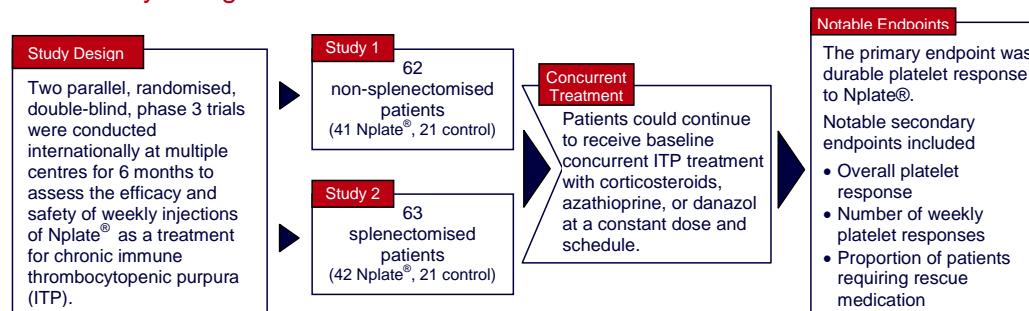 Study Design
Two parallel, randomised,
double-blind, phase 3 trials
were conducted
internationally at multiple
centres for 6 months to
assess the efficacy and
safety of weekly injections
of Nplate® as a treatment
for chronic immune
thrombocytopenic purpura
(ITP).
Study 1
62
non-splenectomised
patients
(41 Nplate®, 21 control)
Study 2
63
splenectomised
patients
(42 Nplate®, 21 control)
Concurrent
Treatment
Patients could continue
to receive baseline
concurrent ITP treatment
with corticosteroids,
azathioprine, or danazol
at a constant dose and
schedule.
Notable Endpoints
The primary endpoint was
durable platelet response
to Nplate®.
Notable secondary
endpoints included
• Overall platelet
response
• Number of weekly
platelet responses
• Proportion of patients
requiring rescue
medication